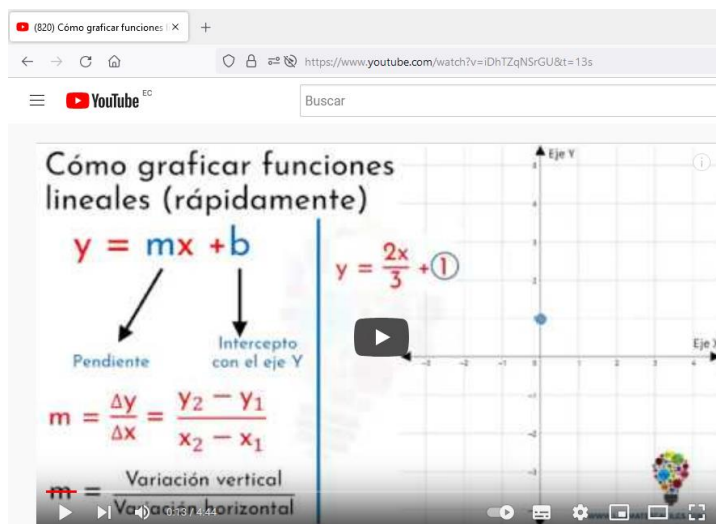 (820) Cómo graficar funciones
https://www.youtube.com/watch?v=iDhTZqNSrGU&t=13s
YouTube EC
Buscar
Cómo graficar funciones
lineales (rápidamente)
y = mx + b
Pendiente
Intercepto
con el eje Y
m = Δy/Δx = y₂ − y₁ / x₂ − x₁
m = Variación vertical / Variación horizontal
y = 2x/3 + 1
Eje Y
Eje X
0:13 / 4:44